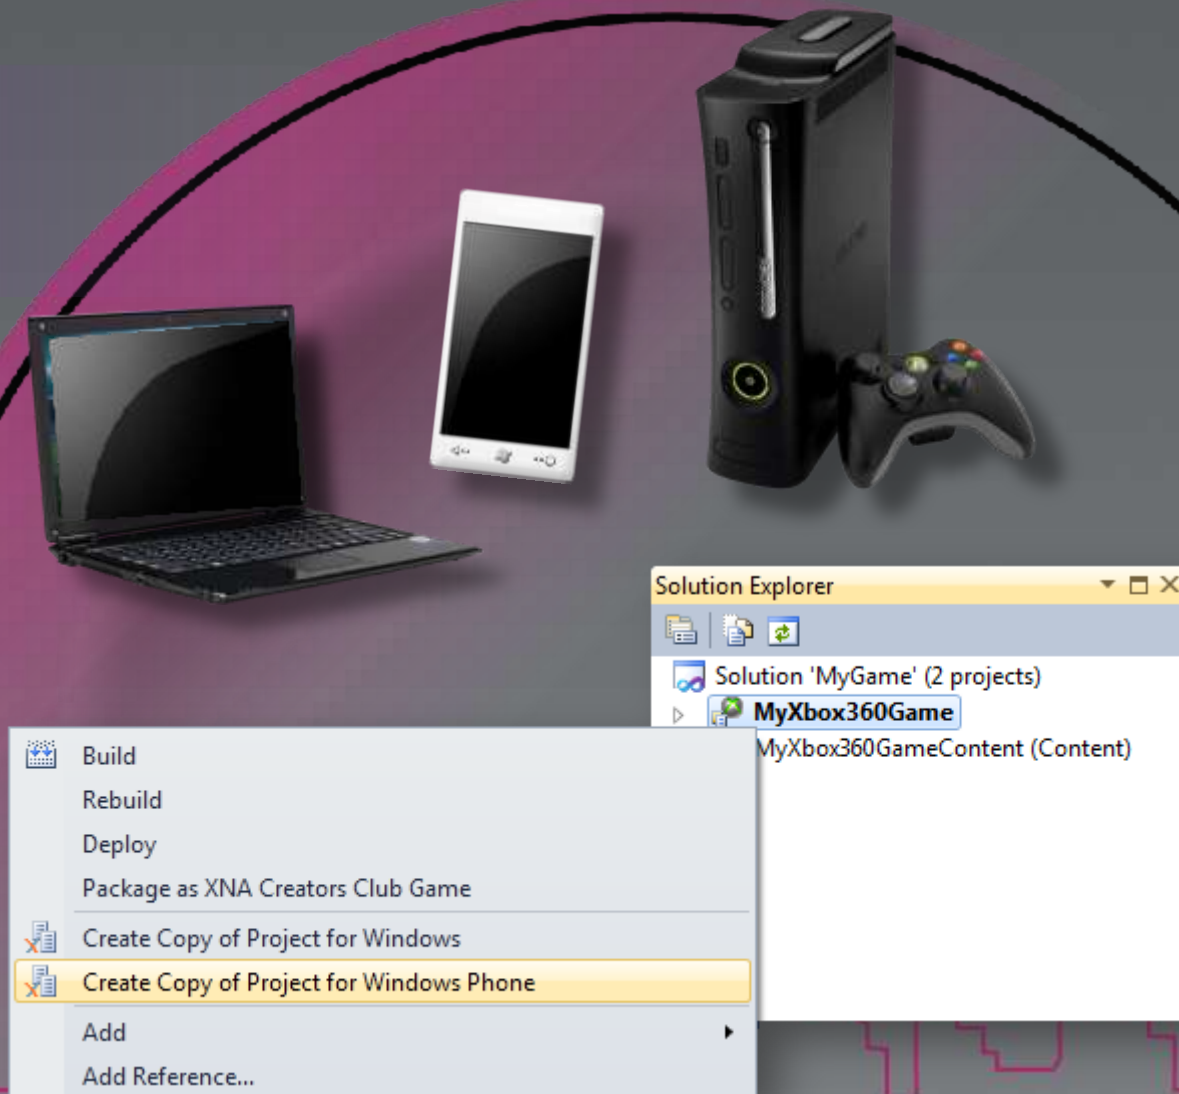 Solution Explorer
Solution 'MyGame' (2 projects)
MyXbox360Game
MyXbox360GameContent (Content)
Build
Rebuild
Deploy
Package as XNA Creators Club Game
Create Copy of Project for Windows
Create Copy of Project for Windows Phone
Add
Add Reference...